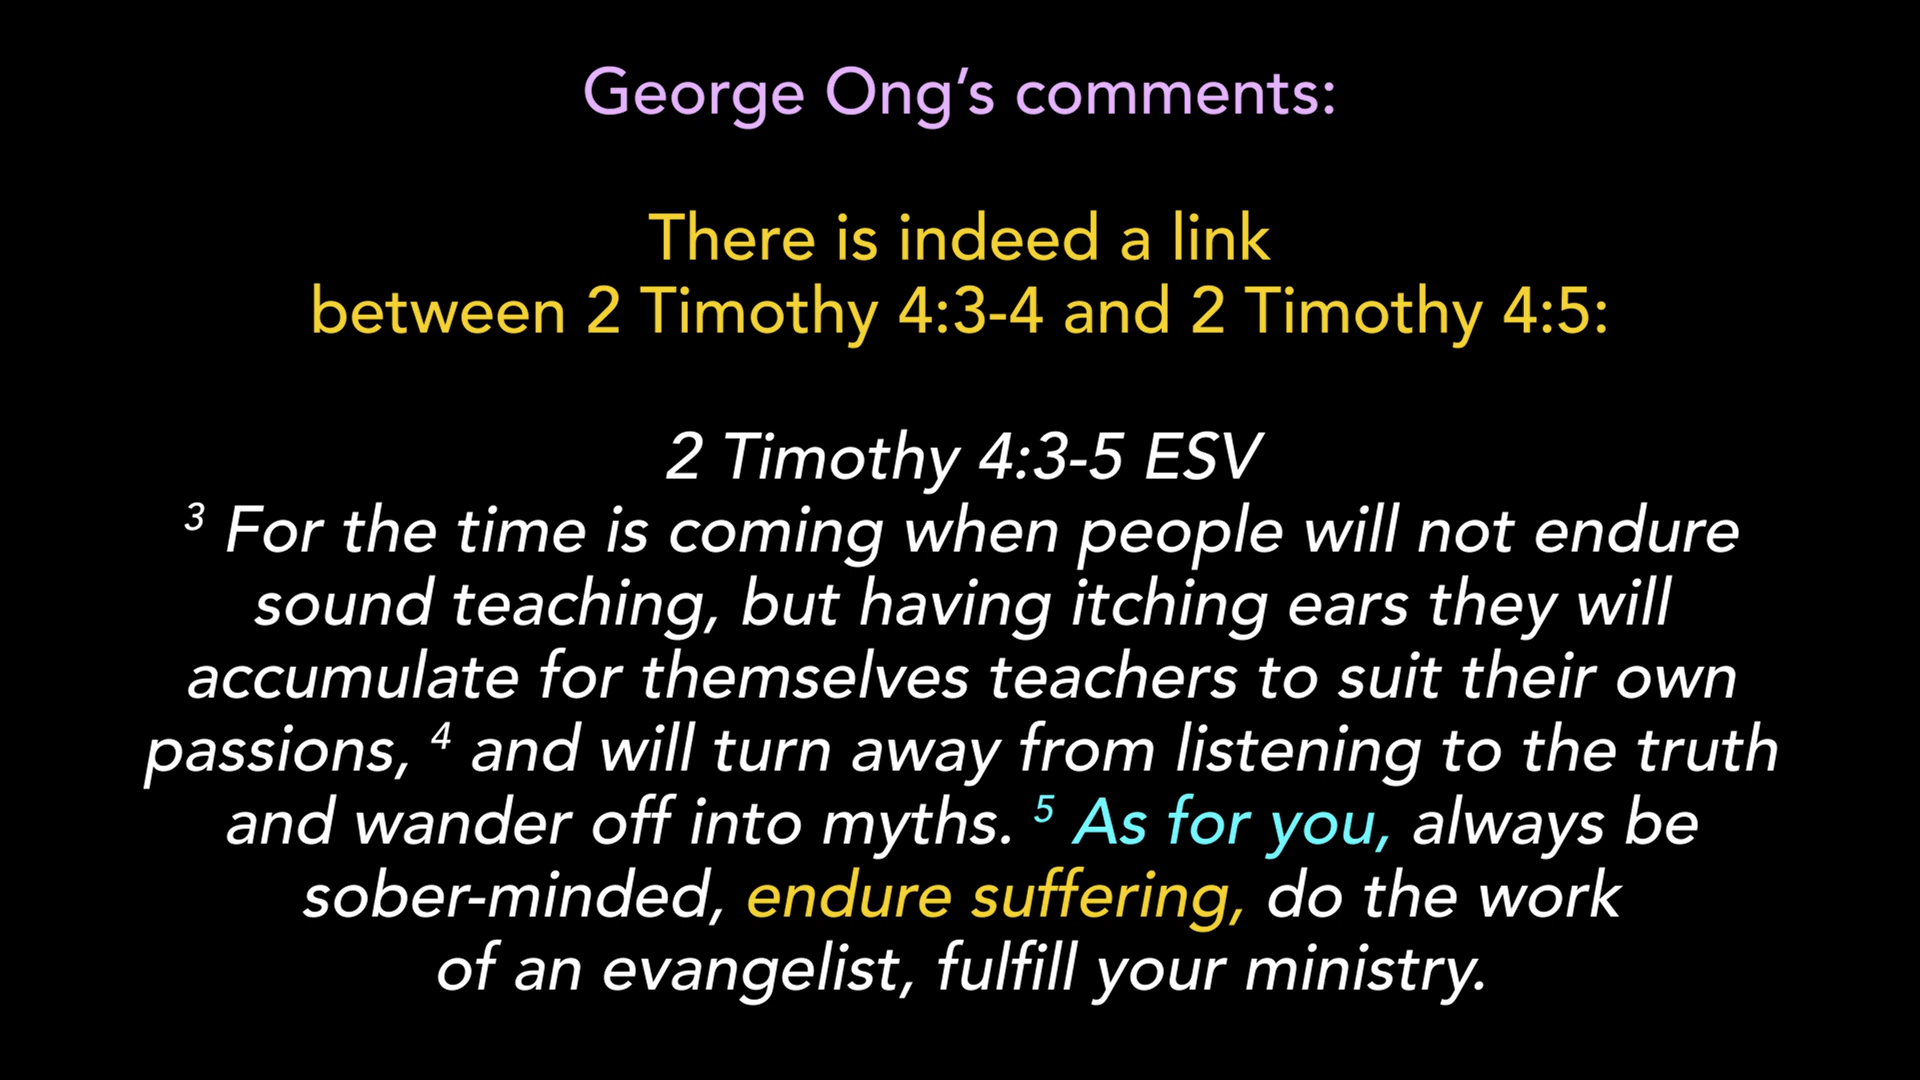 George Ong‘s comments:
There is indeed a link
between 2 Timothy 4:3-4 and 2 Timothy 4:5:
2 Timothy 4:3-5 ESV
3 For the time is coming when people will not endure
sound teaching, but having itching ears they will
accumulate for themselves teachers to suit their own
passions, 4 and will turn away from listening to the truth
and wander off into myths. 5 As for you, always be
sober-minded, endure suffering, do the work
of an evangelist, fulfill your ministry.